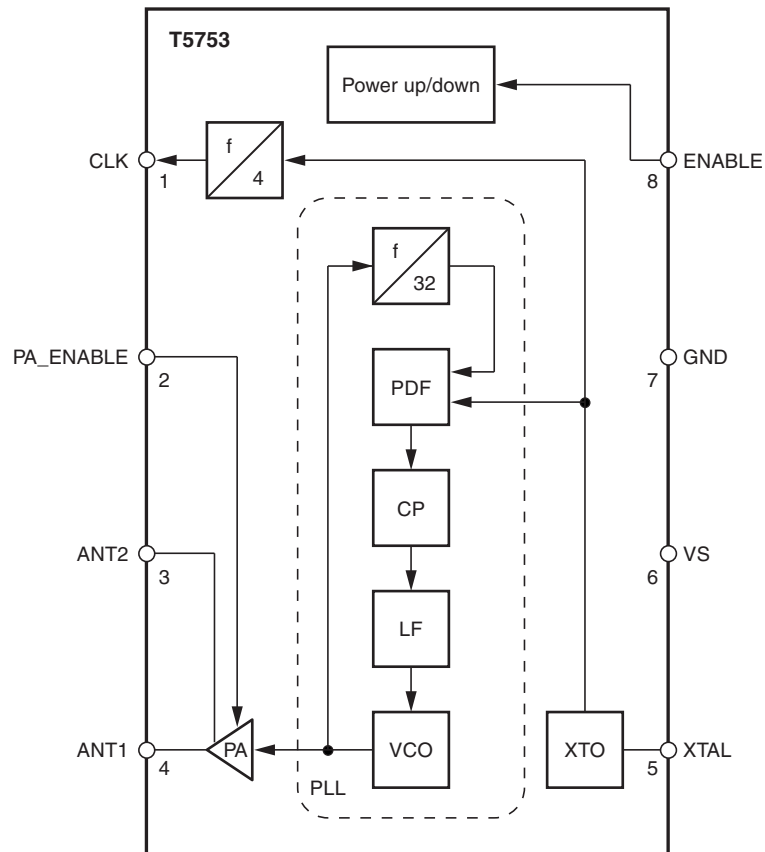 T5753
Power up/down
CLK
1
f
4
8
ENABLE
f
32
PA_ENABLE
2
PDF
7
GND
CP
ANT2
3
6
VS
LF
ANT1
4
PA
VCO
XTO
5
XTAL
PLL